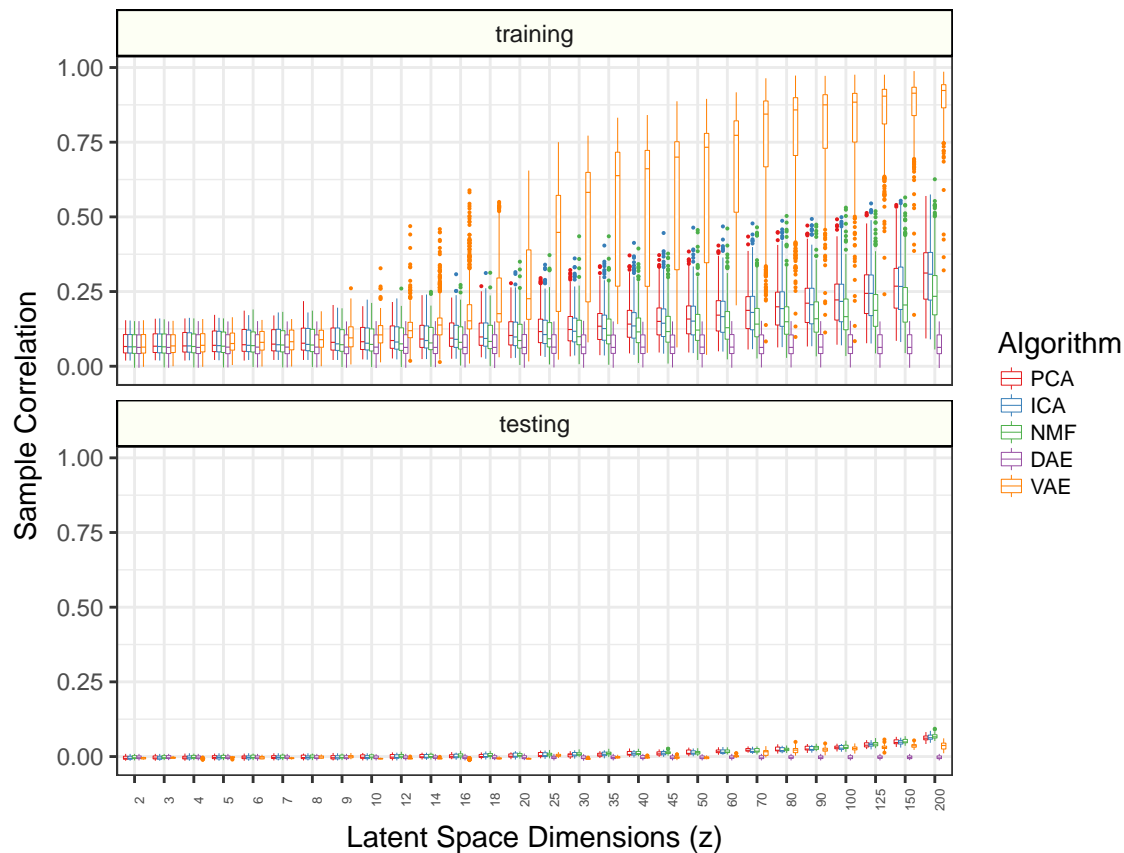 training
1.00
0.75
0.50
0.25
0.00
testing
1.00
0.75
0.50
0.25
0.00
Sample Correlation
2 3 4 5 6 7 8 9 10 12 14 16 18 20 25 30 35 40 45 50 60 70 80 90 100 125 150 200
Latent Space Dimensions (z)
Algorithm
PCA
ICA
NMF
DAE
VAE